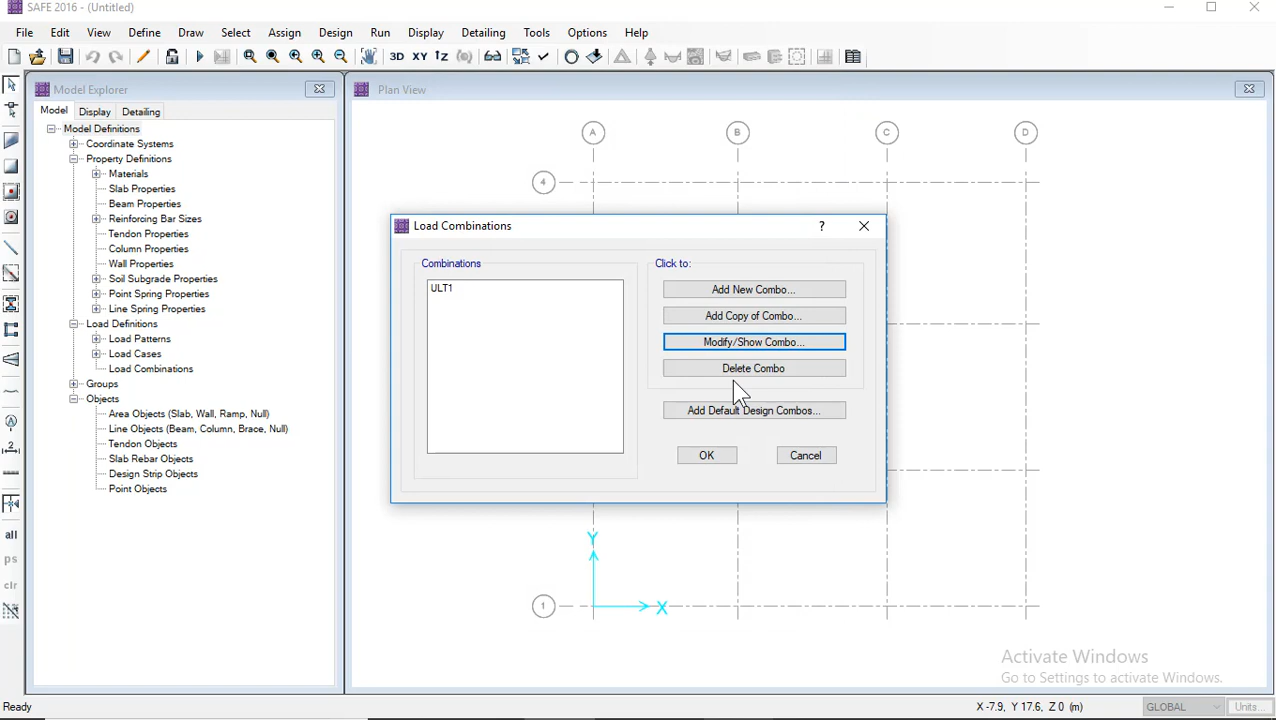 SAFE 2016 - (Untitled)
File Edit View Define Draw Select Assign Design Run Display Detailing Tools Options Help
3D XY
Model Explorer
Model Display Detailing
Model Definitions
Coordinate Systems
Property Definitions
Materials
Slab Properties
Beam Properties
Reinforcing Bar Sizes
Tendon Properties
Column Properties
Wall Properties
Soil Subgrade Properties
Point Spring Properties
Line Spring Properties
Load Definitions
Load Patterns
Load Cases
Load Combinations
Groups
Objects
Area Objects (Slab, Wall, Ramp, Null)
Line Objects (Beam, Column, Brace, Null)
Tendon Objects
Slab Rebar Objects
Design Strip Objects
Point Objects
all
ps
clr
Plan View
A B C D
4
Load Combinations ?
Combinations
ULT1
Click to:
Add New Combo...
Add Copy of Combo...
Modify/Show Combo...
Delete Combo
Add Default Design Combos...
OK Cancel
Y
1 X
Activate Windows
Go to Settings to activate Windows.
Ready X -7.9, Y 17.6, Z 0 (m) GLOBAL Units...